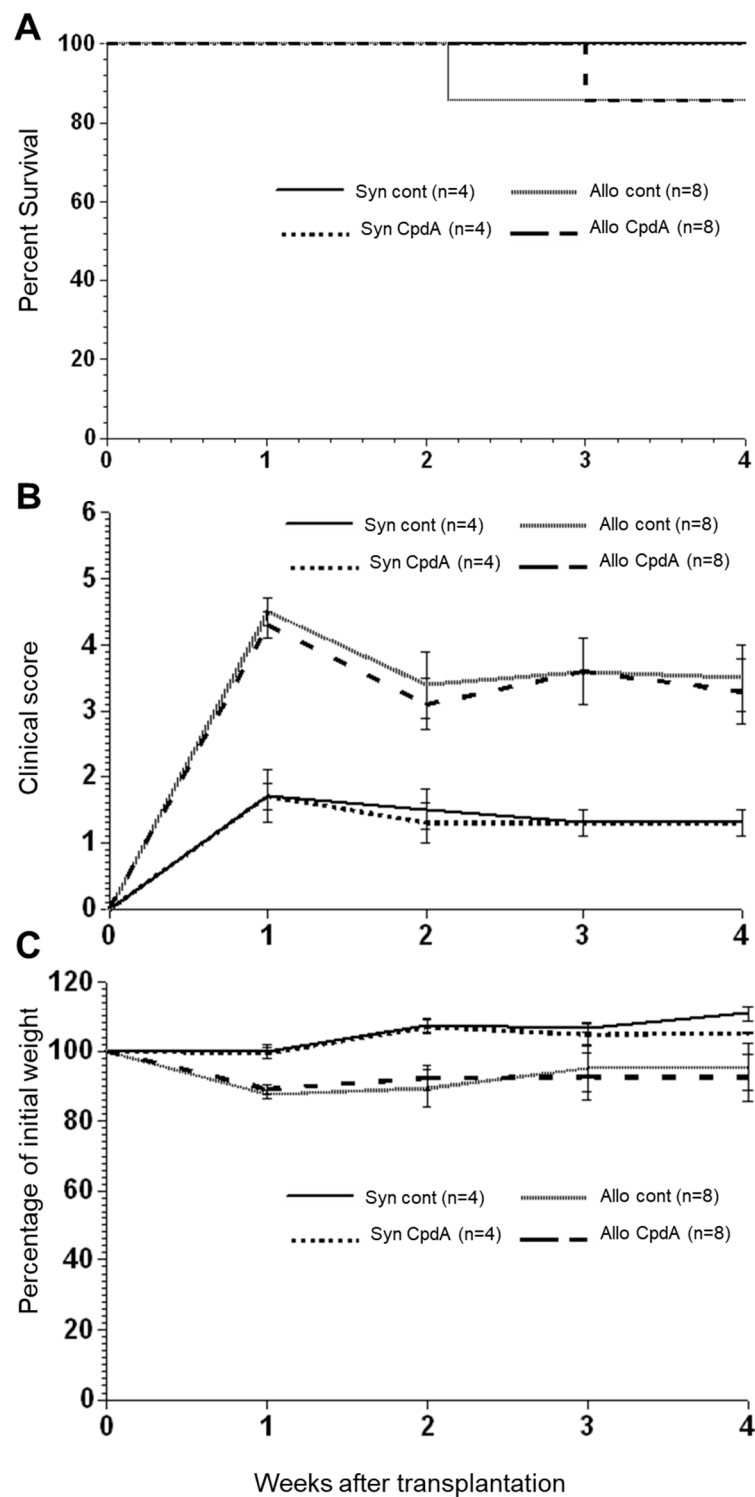 A
100
80
60
40
20
0
Percent Survival
Syn cont (n=4)
Allo cont (n=8)
Syn CpdA (n=4)
Allo CpdA (n=8)
0 1 2 3 4
B
6
5
4
3
2
1
0
Clinical score
Syn cont (n=4)
Allo cont (n=8)
Syn CpdA (n=4)
Allo CpdA (n=8)
0 1 2 3 4
C
120
100
80
60
40
20
0
Percentage of initial weight
Syn cont (n=4)
Allo cont (n=8)
Syn CpdA (n=4)
Allo CpdA (n=8)
0 1 2 3 4
Weeks after transplantation